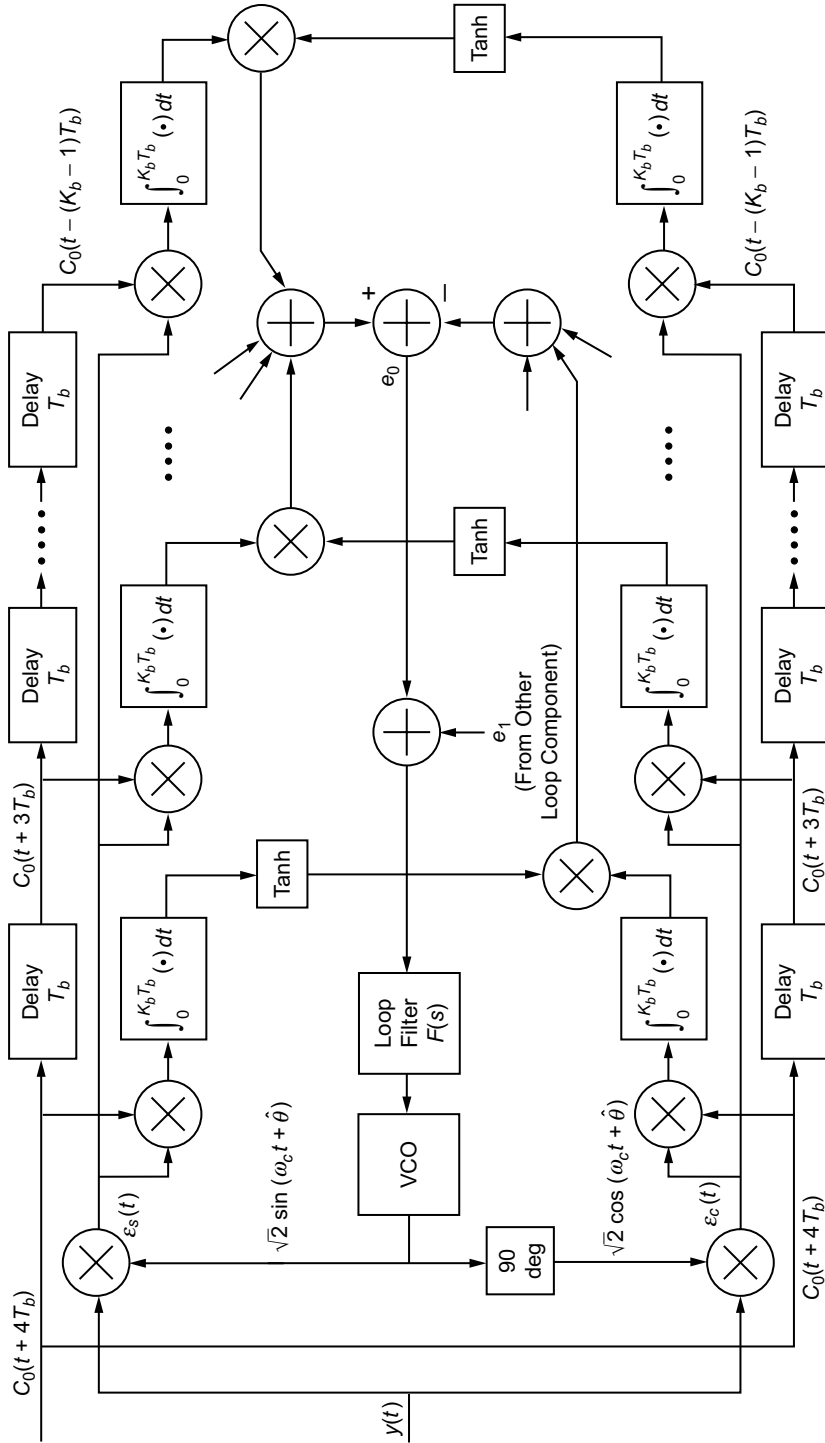 C₀(t + 4T_b)
Delay
T_b
C₀(t + 3T_b)
Delay
T_b
Delay
T_b
C₀(t − (K_b − 1)T_b)
ε_s(t)
∫₀^{K_bT_b} (•) dt
∫₀^{K_bT_b} (•) dt
∫₀^{K_bT_b} (•) dt
Tanh
Tanh
√2 sin (ω_c t + θ̂)
+
−
e₀
y(t)
VCO
Loop
Filter
F(s)
e₁
(From Other
Loop Component)
90
deg
√2 cos (ω_c t + θ̂)
Tanh
ε_c(t)
∫₀^{K_bT_b} (•) dt
∫₀^{K_bT_b} (•) dt
∫₀^{K_bT_b} (•) dt
C₀(t + 4T_b)
Delay
T_b
C₀(t + 3T_b)
Delay
T_b
Delay
T_b
C₀(t − (K_b − 1)T_b)